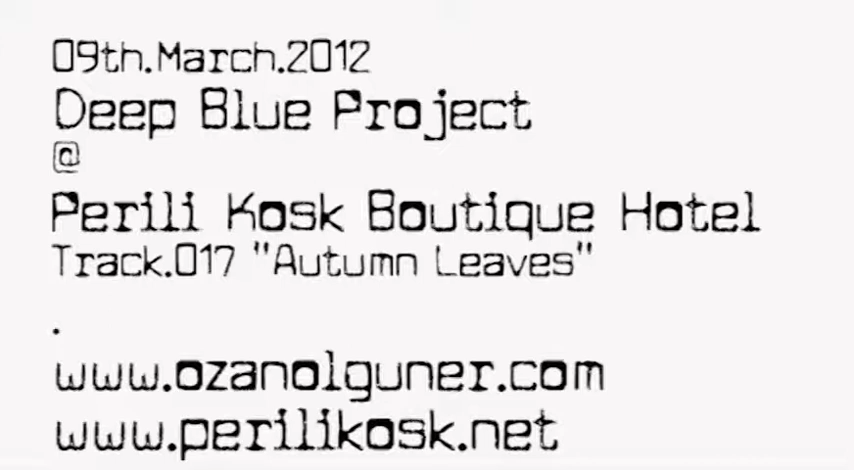 09th.March.2012
Deep Blue Project
@
Perili Kosk Boutique Hotel
Track.017 "Autumn Leaves"
.
www.ozanolguner.com
www.perilikosk.net